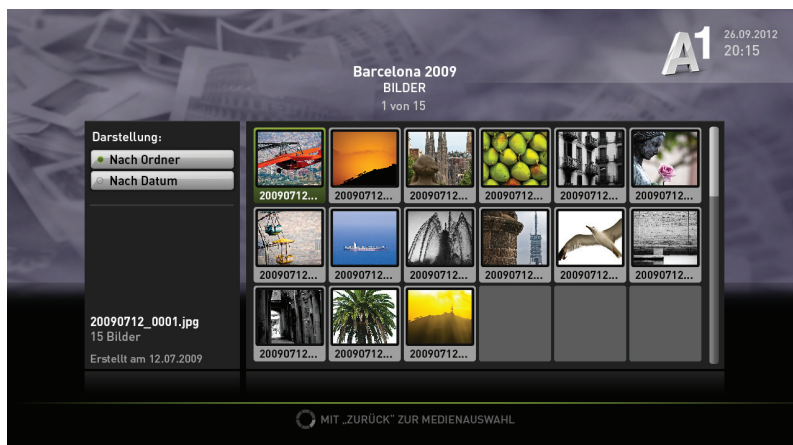 A1
26.09.2012
20:15
Barcelona 2009
BILDER
1 von 15
Darstellung:
Nach Ordner
Nach Datum
20090712_0001.jpg
15 Bilder
Erstellt am 12.07.2009
20090712... 20090712... 20090712... 20090712... 20090712... 20090712...
20090712... 20090712... 20090712... 20090712... 20090712... 20090712...
20090712... 20090712... 20090712...
MIT „ZURÜCK" ZUR MEDIENAUSWAHL